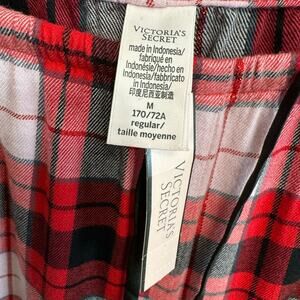 VICTORIA'S
SECRET
made in Indonesia/
fabriqué en
Indonésie/hecho en
Indonesia/fabricato
in Indonesia/
印度尼西亚制造
M
170/72A
regular/
taille moyenne
VICTORIA'S
SECRET